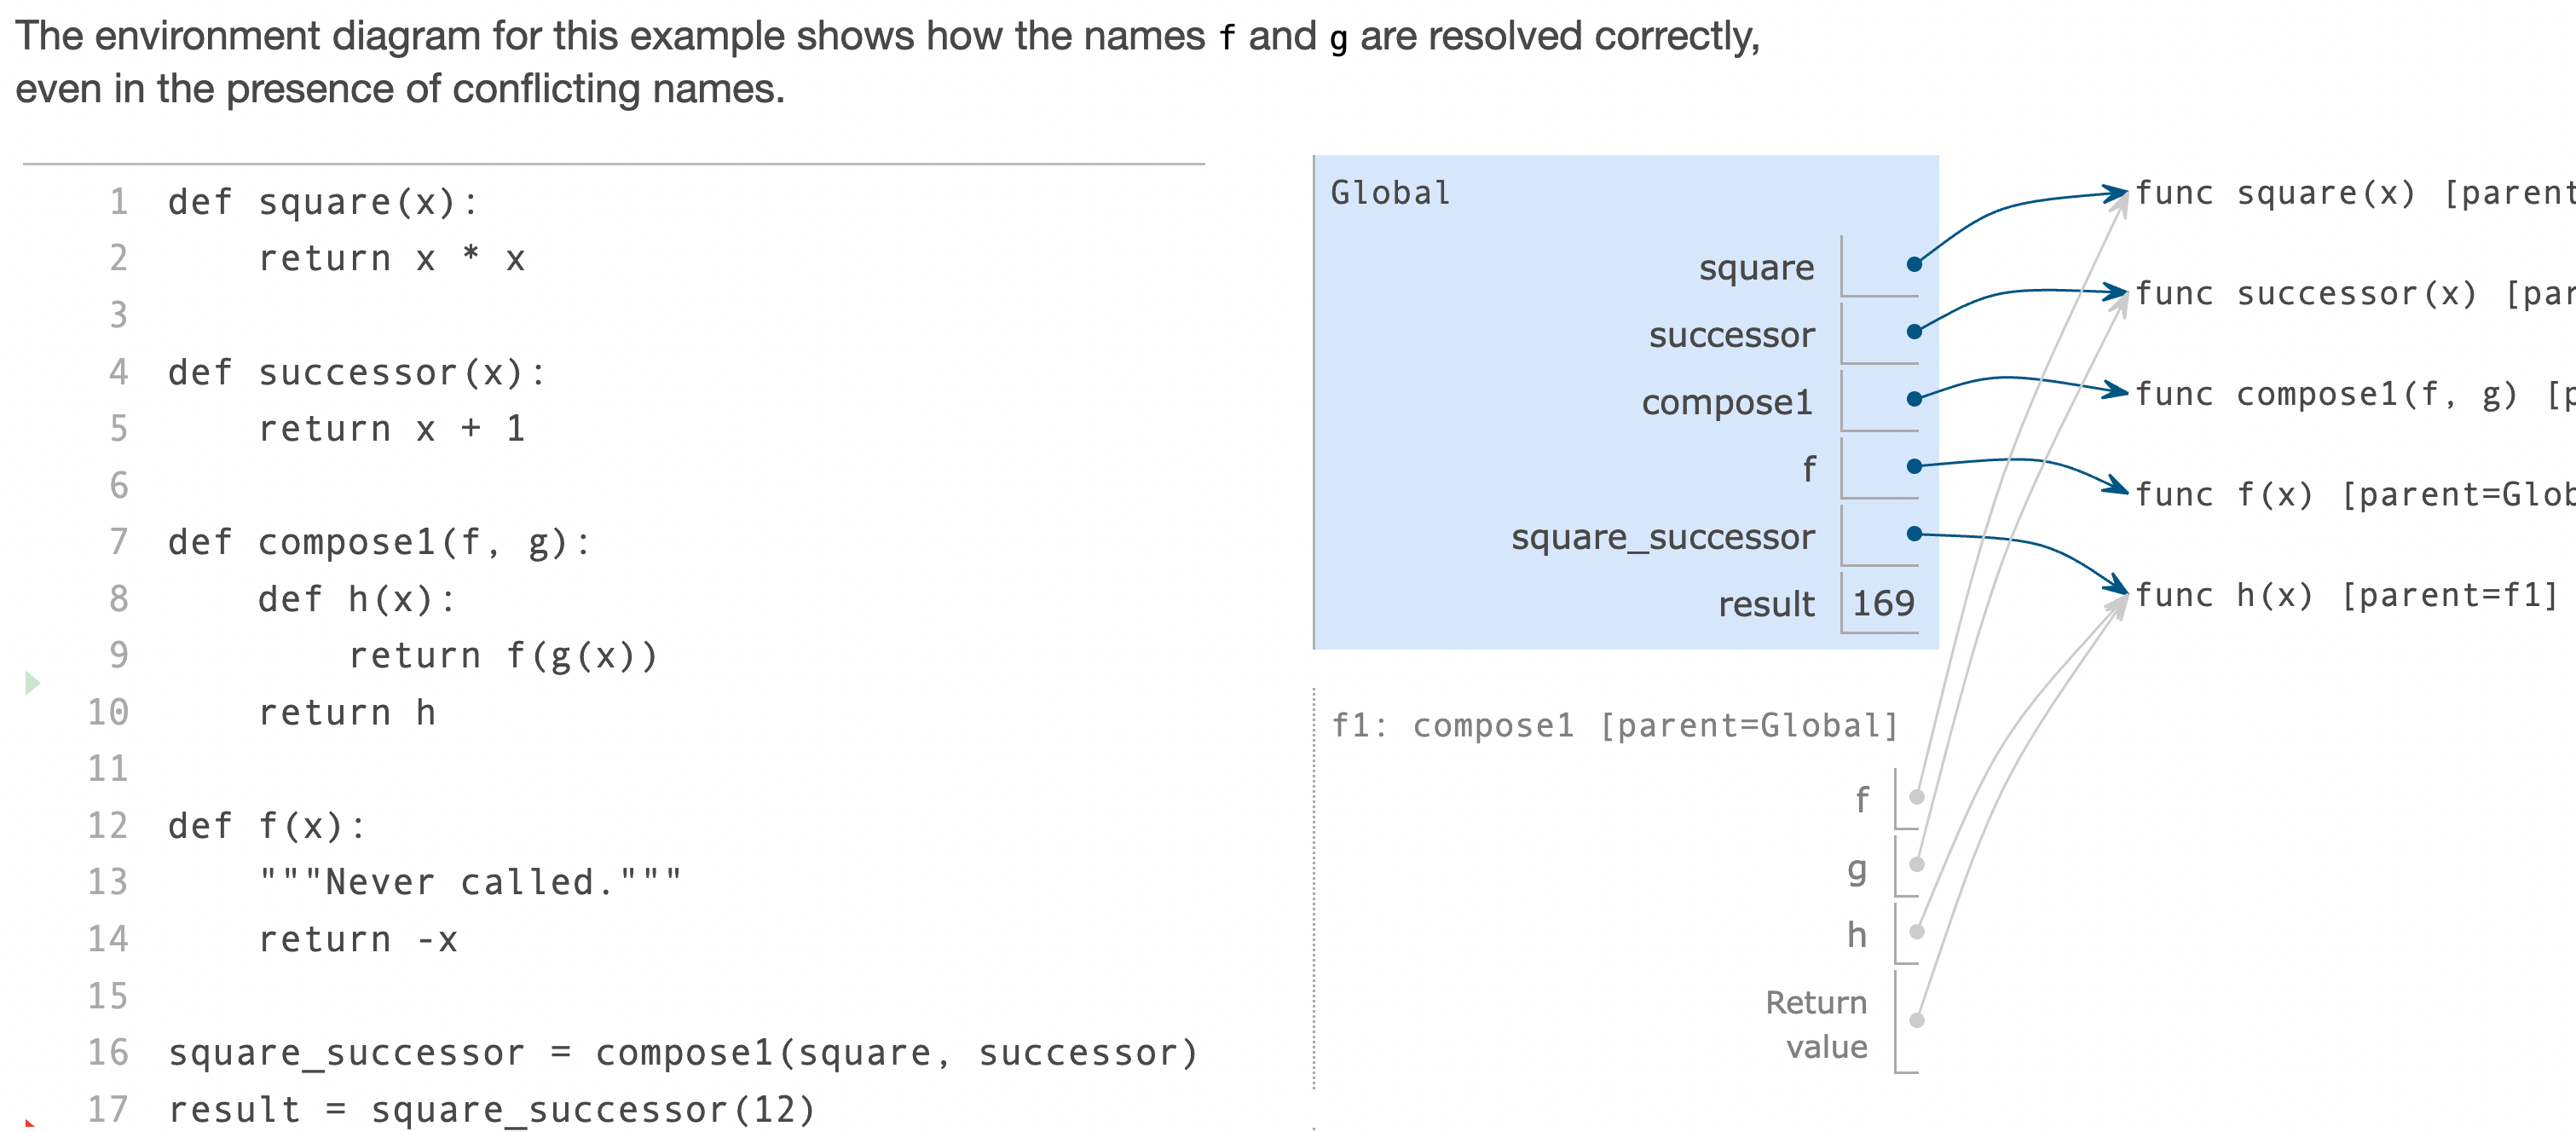 The environment diagram for this example shows how the names f and g are resolved correctly,
even in the presence of conflicting names.
1 def square(x):
2     return x * x
3
4 def successor(x):
5     return x + 1
6
7 def compose1(f, g):
8     def h(x):
9         return f(g(x))
10     return h
11
12 def f(x):
13     """Never called."""
14     return -x
15
16 square_successor = compose1(square, successor)
17 result = square_successor(12)
Global
square
successor
compose1
f
square_successor
result 169
f1: compose1 [parent=Global]
f
g
h
Return
value
func square(x) [parent
func successor(x) [par
func compose1(f, g) [p
func f(x) [parent=Glob
func h(x) [parent=f1]